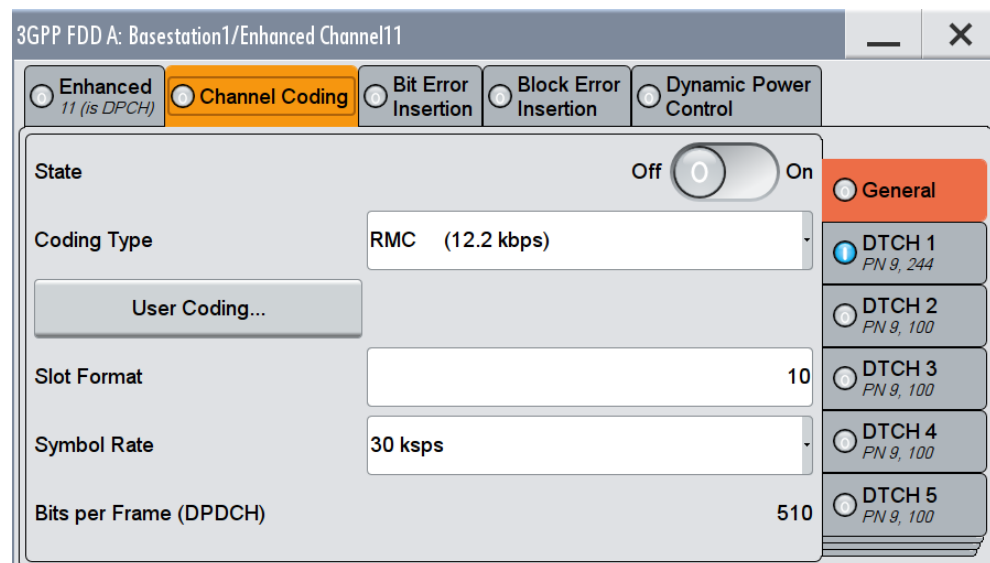 3GPP FDD A: Basestation1/Enhanced Channel11
Enhanced
11 (is DPCH)
Channel Coding
Bit Error
Insertion
Block Error
Insertion
Dynamic Power
Control
State
Off
0
On
Coding Type
RMC (12.2 kbps)
User Coding...
Slot Format
10
Symbol Rate
30 ksps
Bits per Frame (DPDCH)
510
General
DTCH 1
PN 9, 244
DTCH 2
PN 9, 100
DTCH 3
PN 9, 100
DTCH 4
PN 9, 100
DTCH 5
PN 9, 100